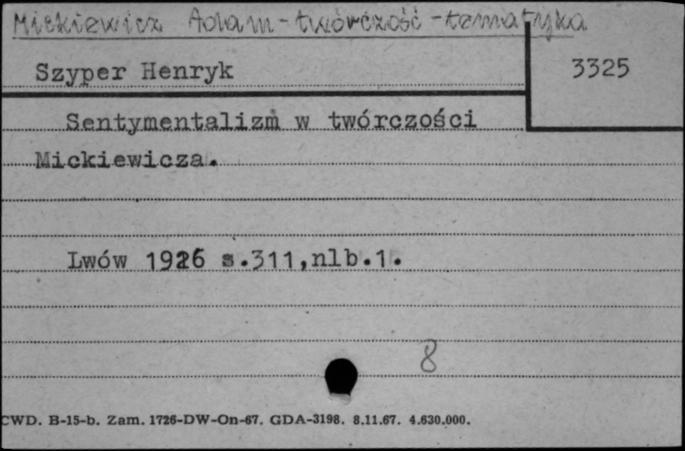 Mickiewicz Adam - twórczość - tematyka
Szyper Henryk
3325
Sentymentalizm w twórczości
Mickiewicza.
Lwów 1926 s.311,nlb.1.
8
CWD. B-15-b. Zam. 1726-DW-On-67. GDA-3198. 8.11.67. 4.630.000.